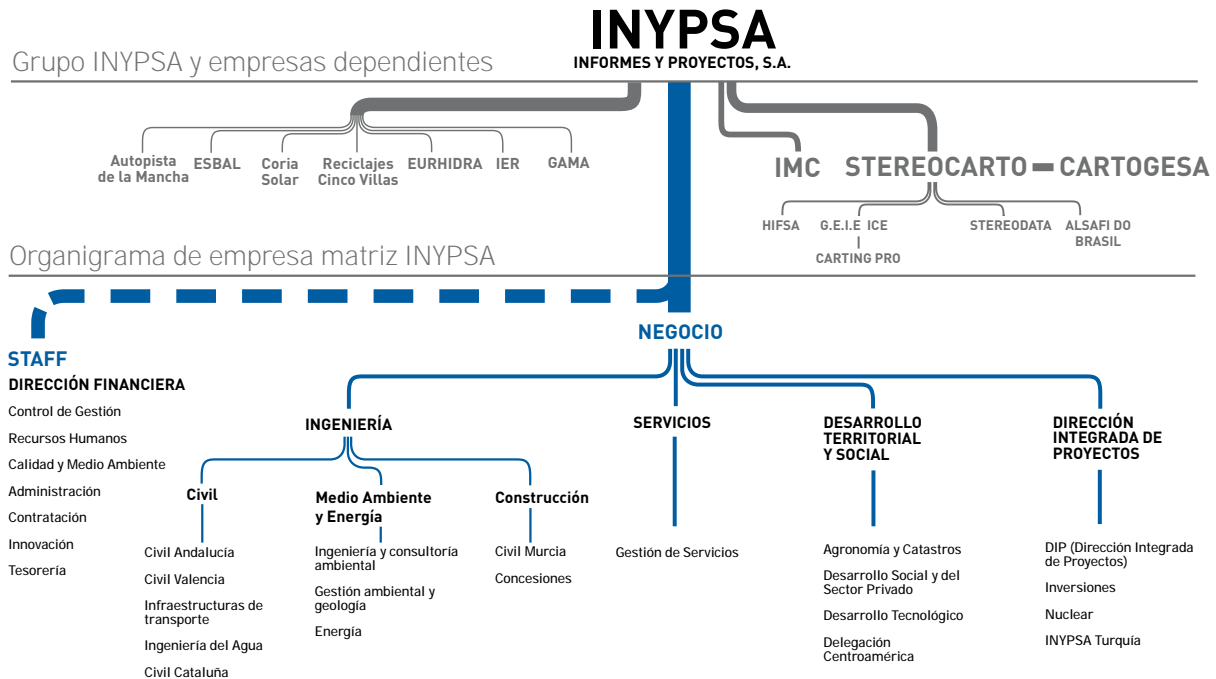 INYPSA
INFORMES Y PROYECTOS, S.A.
Grupo INYPSA y empresas dependientes
Autopista
de la Mancha
ESBAL
Coria
Solar
Reciclajes
Cinco Villas
EURHIDRA
IER
GAMA
IMC
STEREOCARTO
CARTOGESA
HIFSA
G.E.I.E ICE
CARTING PRO
STEREODATA
ALSAFI DO
BRASIL
Organigrama de empresa matriz INYPSA
STAFF
DIRECCIÓN FINANCIERA
Control de Gestión
Recursos Humanos
Calidad y Medio Ambiente
Administración
Contratación
Innovación
Tesorería
NEGOCIO
INGENIERÍA
Civil
Civil Andalucía
Civil Valencia
Infraestructuras de
transporte
Ingeniería del Agua
Civil Cataluña
Medio Ambiente
y Energía
Ingeniería y consultoría
ambiental
Gestión ambiental y
geología
Energía
Construcción
Civil Murcia
Concesiones
SERVICIOS
Gestión de Servicios
DESARROLLO
TERRITORIAL
Y SOCIAL
Agronomía y Catastros
Desarrollo Social y del
Sector Privado
Desarrollo Tecnológico
Delegación
Centroamérica
DIRECCIÓN
INTEGRADA DE
PROYECTOS
DIP (Dirección Integrada
de Proyectos)
Inversiones
Nuclear
INYPSA Turquía